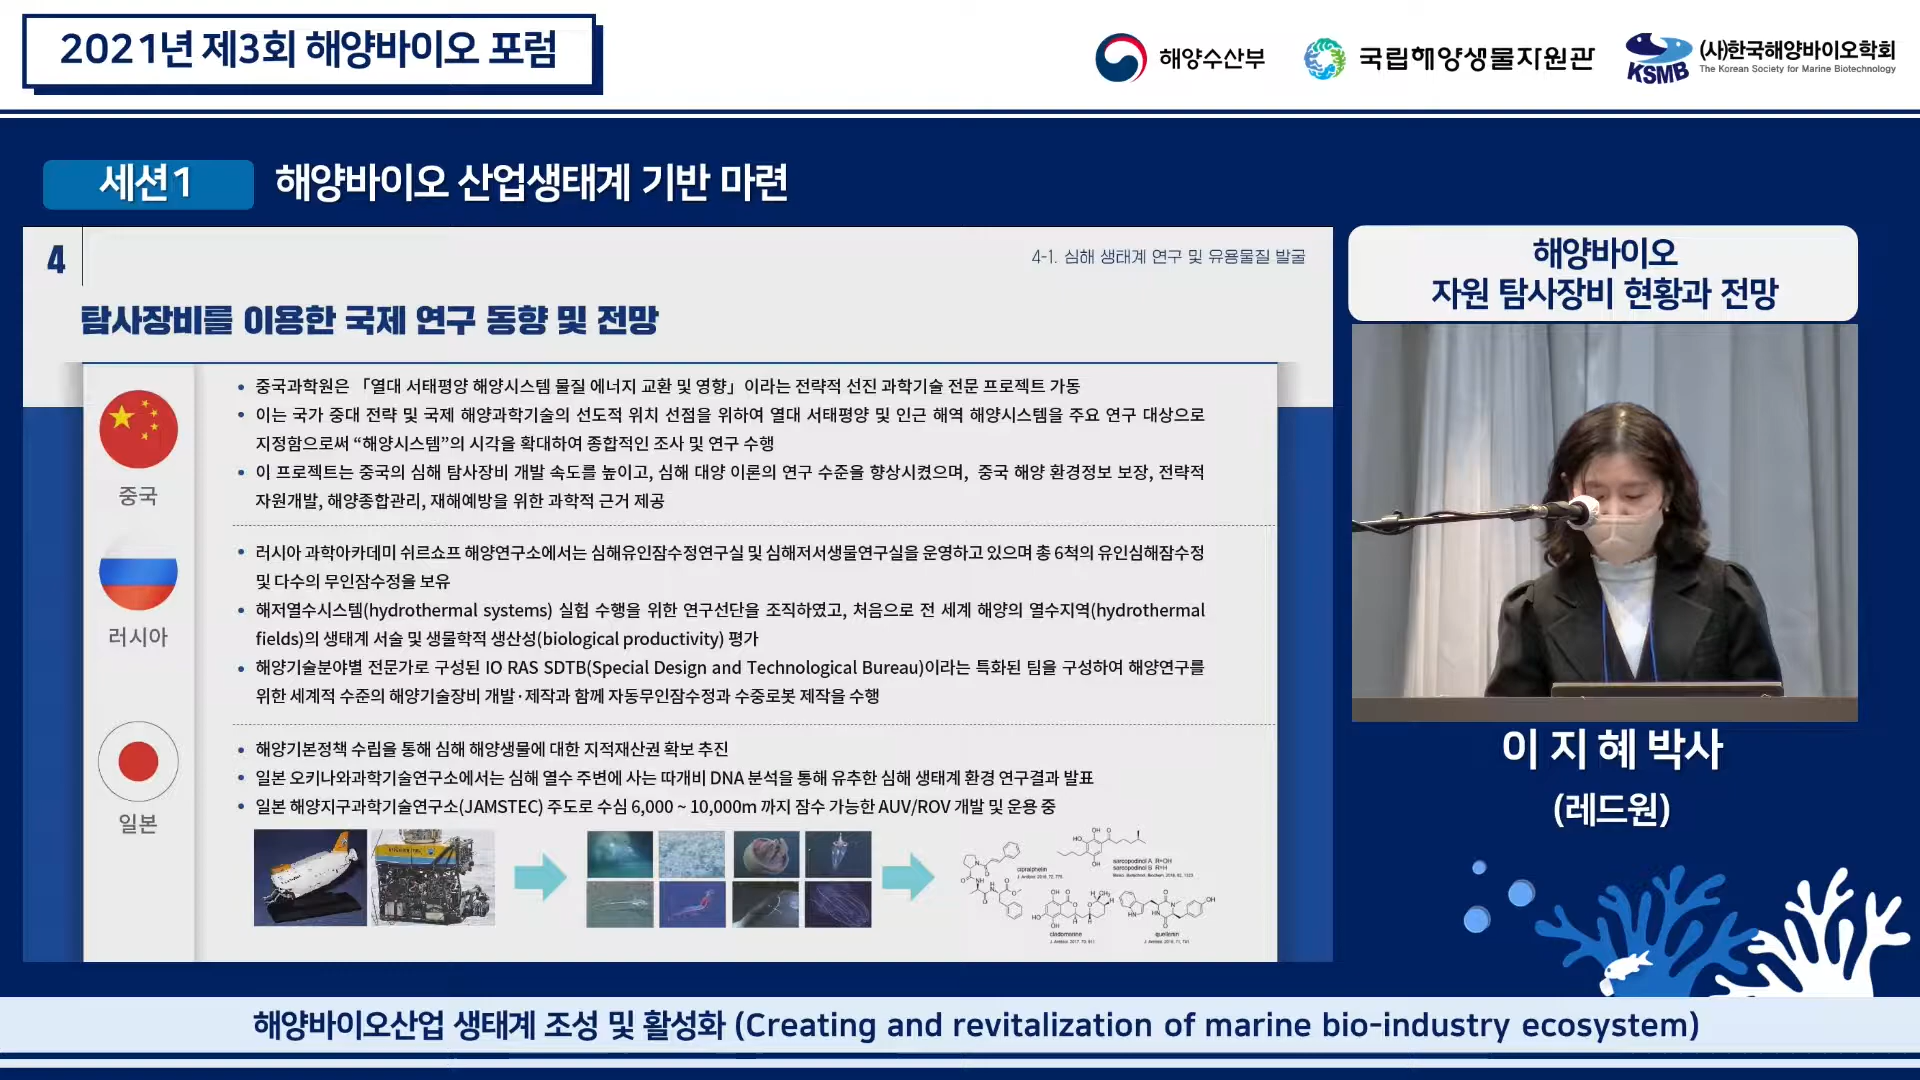 2021년 제3회 해양바이오 포럼
해양수산부
국립해양생물자원관
KSMB
(사)한국해양바이오학회
The Korean Society for Marine Biotechnology
세션1
해양바이오 산업생태계 기반 마련
4
4-1. 심해 생태계 연구 및 유용물질 발굴
탐사장비를 이용한 국제 연구 동향 및 전망
중국
• 중국과학원은 「열대 서태평양 해양시스템 물질 에너지 교환 및 영향」이라는 전략적 선진 과학기술 전문 프로젝트 가동
• 이는 국가 중대 전략 및 국제 해양과학기술의 선도적 위치 선점을 위하여 열대 서태평양 및 인근 해역 해양시스템을 주요 연구 대상으로
지정함으로써 “해양시스템”의 시각을 확대하여 종합적인 조사 및 연구 수행
• 이 프로젝트는 중국의 심해 탐사장비 개발 속도를 높이고, 심해 대양 이론의 연구 수준을 향상시켰으며, 중국 해양 환경정보 보장, 전략적
자원개발, 해양종합관리, 재해예방을 위한 과학적 근거 제공
러시아
• 러시아 과학아카데미 쉬르쇼프 해양연구소에서는 심해유인잠수정연구실 및 심해저서생물연구실을 운영하고 있으며 총 6척의 유인심해잠수정
및 다수의 무인잠수정을 보유
• 해저열수시스템(hydrothermal systems) 실험 수행을 위한 연구선단을 조직하였고, 처음으로 전 세계 해양의 열수지역(hydrothermal
fields)의 생태계 서술 및 생물학적 생산성(biological productivity) 평가
• 해양기술분야별 전문가로 구성된 IO RAS SDTB(Special Design and Technological Bureau)이라는 특화된 팀을 구성하여 해양연구를
위한 세계적 수준의 해양기술장비 개발·제작과 함께 자동무인잠수정과 수중로봇 제작을 수행
일본
• 해양기본정책 수립을 통해 심해 해양생물에 대한 지적재산권 확보 추진
• 일본 오키나와과학기술연구소에서는 심해 열수 주변에 사는 따개비 DNA 분석을 통해 유추한 심해 생태계 환경 연구결과 발표
• 일본 해양지구과학기술연구소(JAMSTEC) 주도로 수심 6,000 ~ 10,000m 까지 잠수 가능한 AUV/ROV 개발 및 운용 중
sarcopodinol A R=OH
sarcopodinol B R=H
해양바이오
자원 탐사장비 현황과 전망
이 지 혜 박사
(레드원)
해양바이오산업 생태계 조성 및 활성화 (Creating and revitalization of marine bio-industry ecosystem)